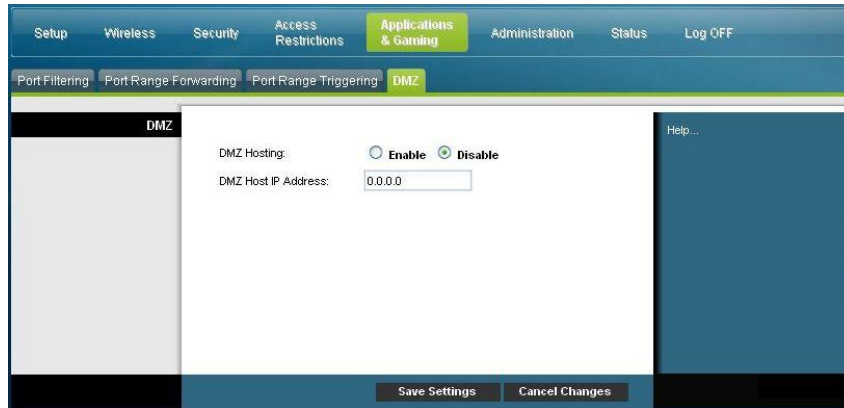 Setup Wireless Security Access Restrictions Applications & Gaming Administration Status Log OFF
Port Filtering Port Range Forwarding Port Range Triggering DMZ
DMZ
Help...
DMZ Hosting: Enable Disable
DMZ Host IP Address: 0.0.0.0
Save Settings Cancel Changes